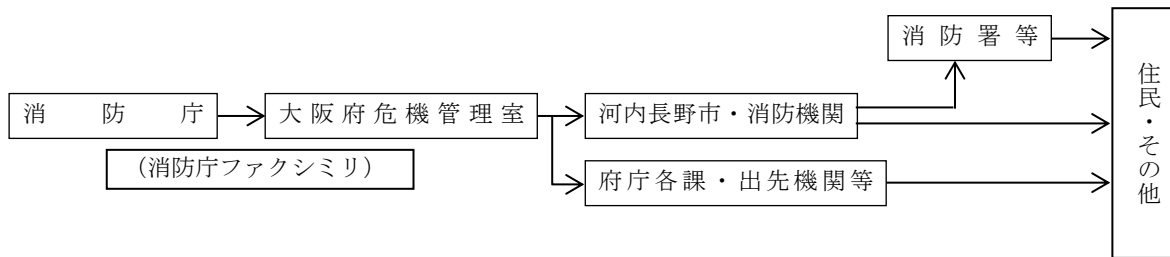 消防署等
消防庁
大阪府危機管理室
河内長野市・消防機関
(消防庁ファクシミリ)
府庁各課・出先機関等
住民・その他